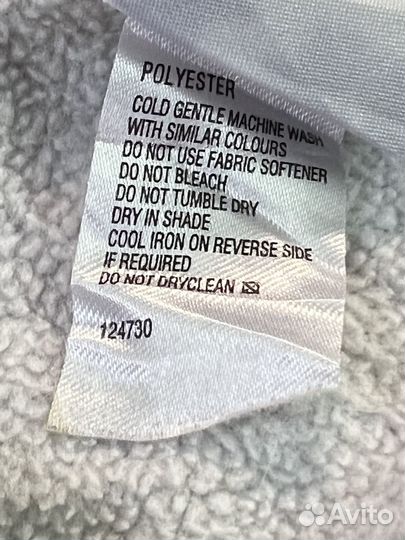 POLYESTER
COLD GENTLE MACHINE WASH
WITH SIMILAR COLOURS
DO NOT USE FABRIC SOFTENER
DO NOT BLEACH
DO NOT TUMBLE DRY
DRY IN SHADE
COOL IRON ON REVERSE SIDE
IF REQUIRED
DO NOT DRYCLEAN
124730
Avito